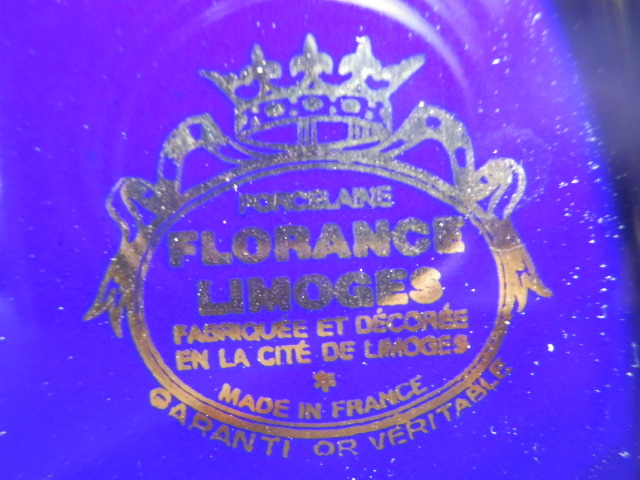 PORCELAINE
FLORANCE
LIMOGES
FABRIQUÉE ET DÉCORÉE
EN LA CITÉ DE LIMOGES
*
MADE IN FRANCE
GARANTI OR VÉRITABLE